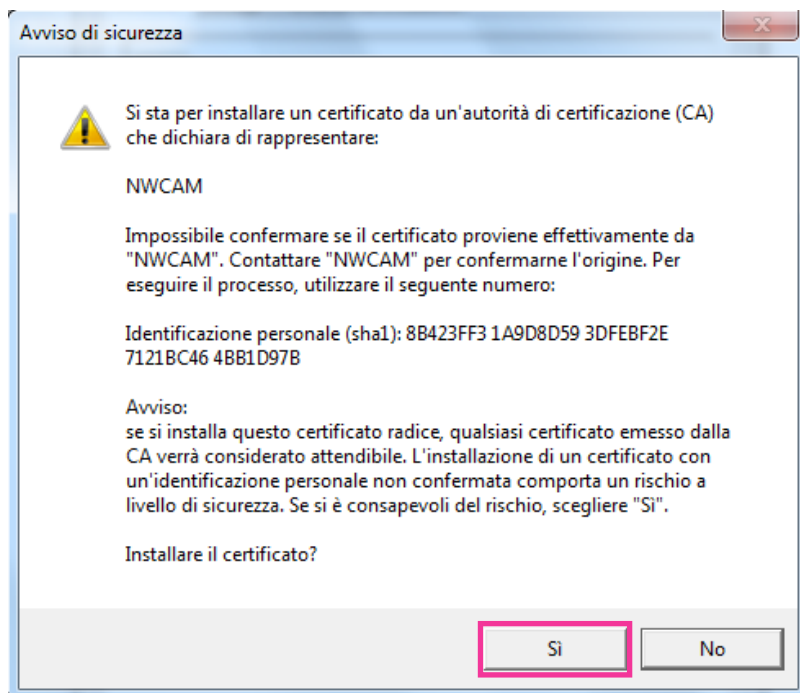 Avviso di sicurezza
Si sta per installare un certificato da un'autorità di certificazione (CA)
che dichiara di rappresentare:
NWCAM
Impossibile confermare se il certificato proviene effettivamente da
"NWCAM". Contattare "NWCAM" per confermarne l'origine. Per
eseguire il processo, utilizzare il seguente numero:
Identificazione personale (sha1): 8B423FF3 1A9D8D59 3DFEBF2E
7121BC46 4BB1D97B
Avviso:
se si installa questo certificato radice, qualsiasi certificato emesso dalla
CA verrà considerato attendibile. L'installazione di un certificato con
un'identificazione personale non confermata comporta un rischio a
livello di sicurezza. Se si è consapevoli del rischio, scegliere "Sì".
Installare il certificato?
Sì
No